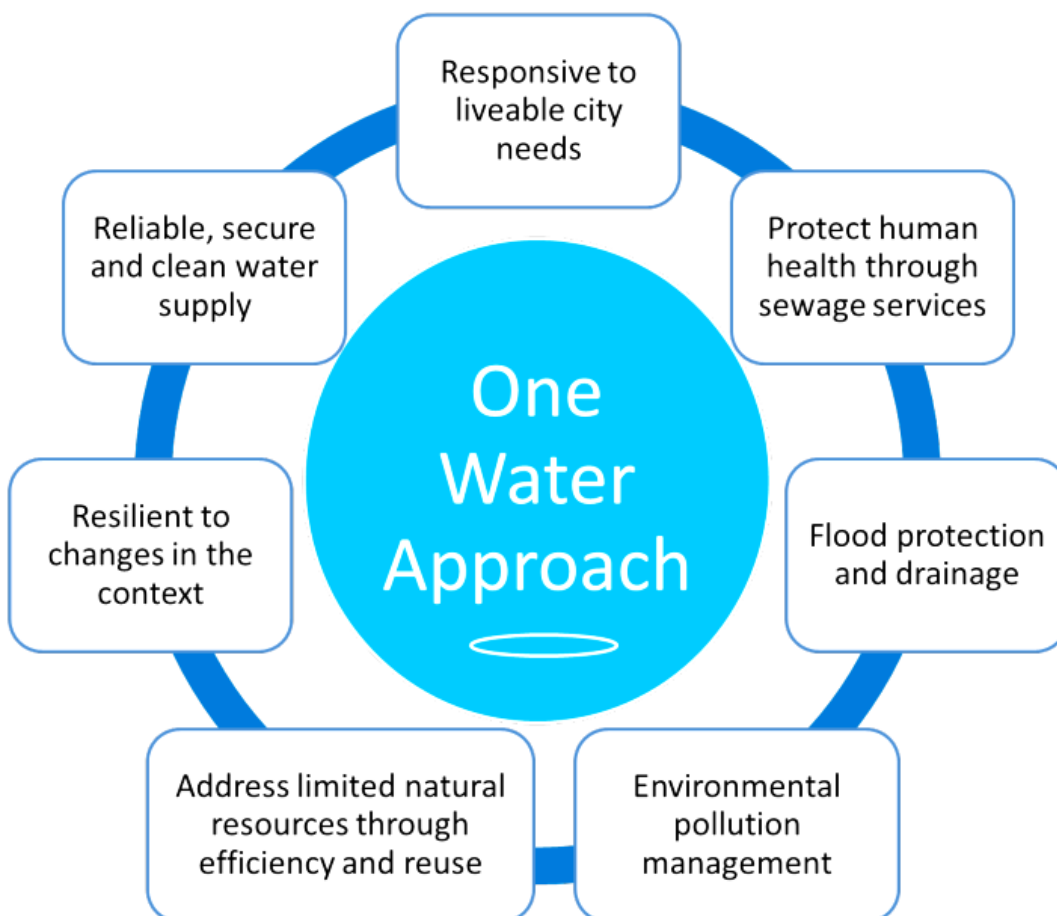 Responsive to
liveable city
needs
Protect human
health through
sewage services
Flood protection
and drainage
Environmental
pollution
management
Address limited natural
resources through
efficiency and reuse
Resilient to
changes in the
context
Reliable, secure
and clean water
supply
One
Water
Approach